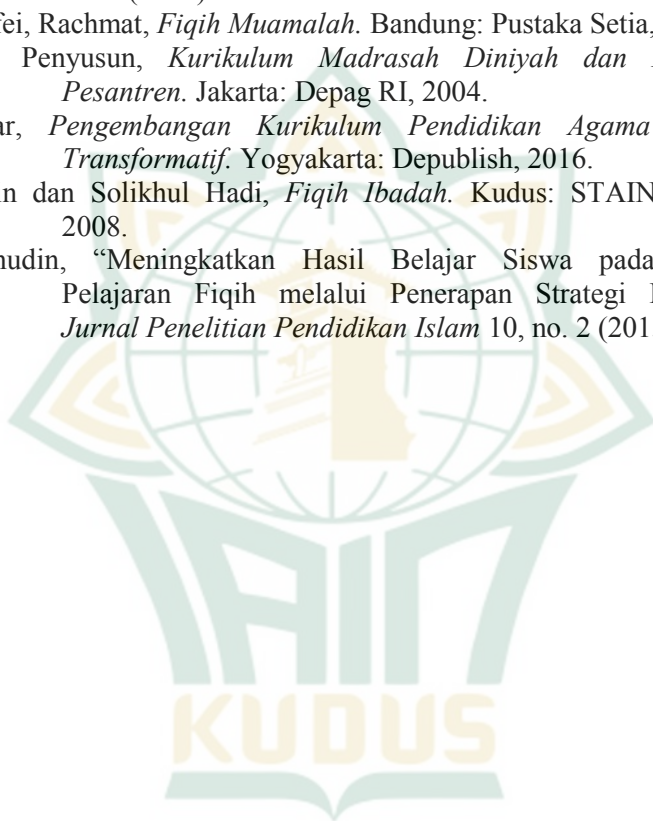 fei, Rachmat, Fiqih Muamalah. Bandung: Pustaka Setia,
Penyusun, Kurikulum Madrasah Diniyah dan
Pesantren. Jakarta: Depag RI, 2004.
ar, Pengembangan Kurikulum Pendidikan Agama
Transformatif. Yogyakarta: Depublish, 2016.
in dan Solikhul Hadi, Fiqih Ibadah. Kudus: STAIN
2008.
nudin, “Meningkatkan Hasil Belajar Siswa pada
Pelajaran Fiqih melalui Penerapan Strategi
Jurnal Penelitian Pendidikan Islam 10, no. 2 (201
IAIN
KUDUS